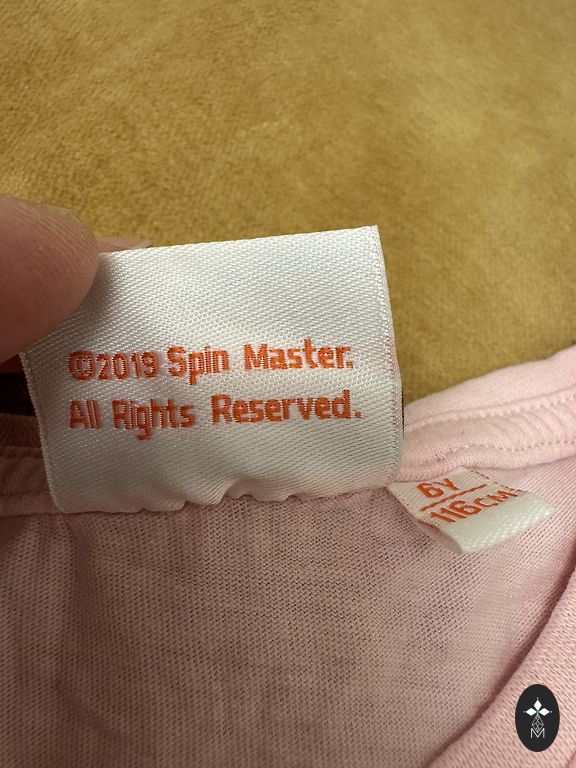 ©2019 Spin Master.
All Rights Reserved.
6Y
116CM